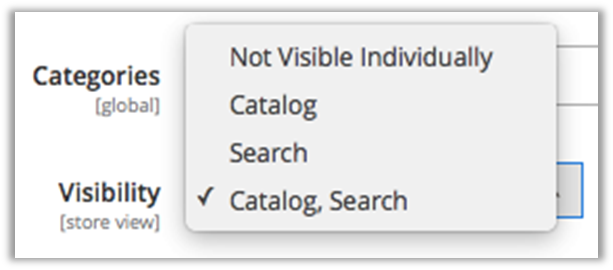 Not Visible Individually
Categories
[global]
Catalog
Search
Visibility
[store view]
✓ Catalog, Search